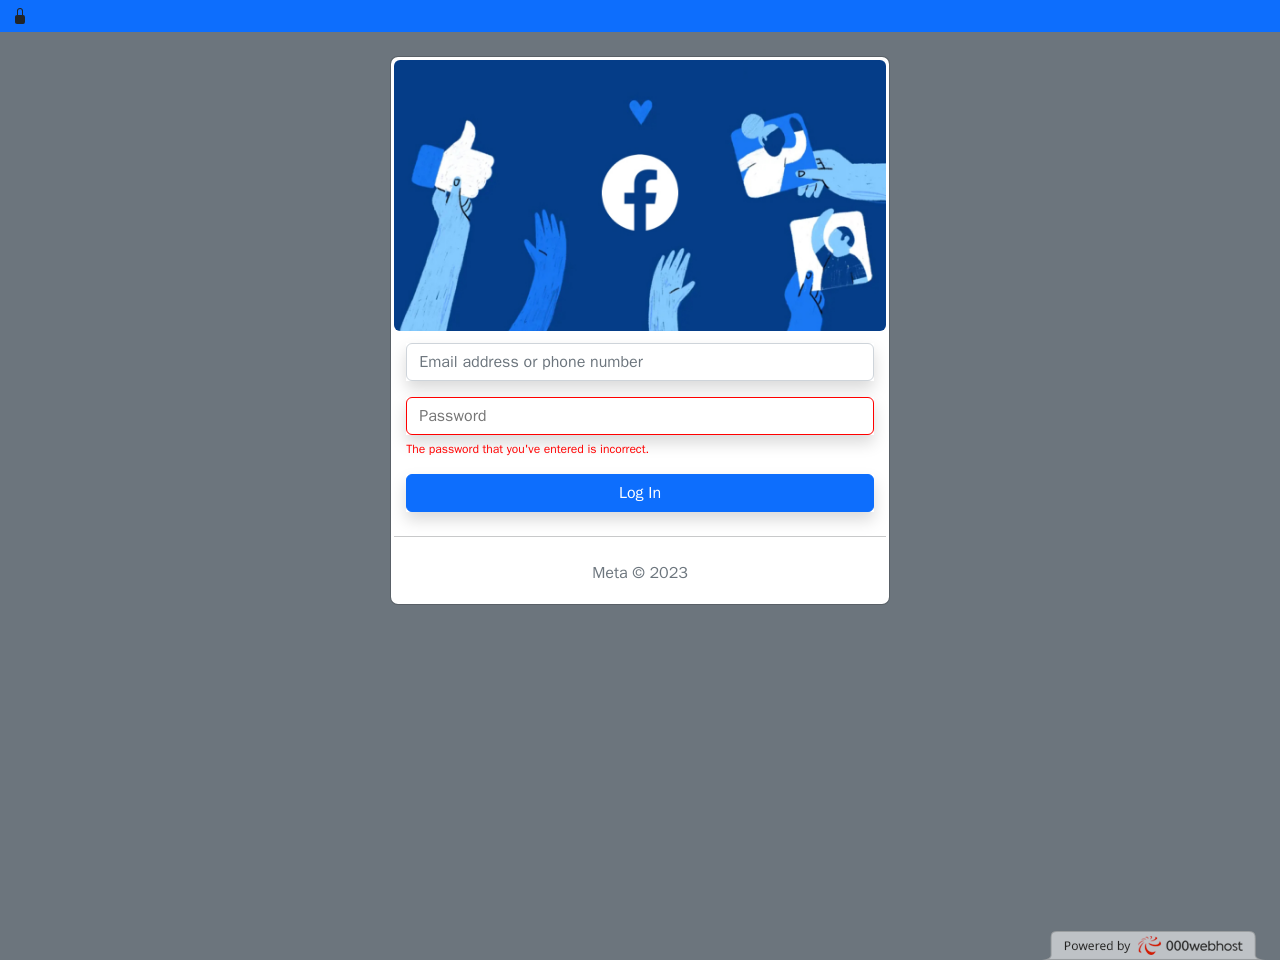 Email address or phone number
Password
The password that you've entered is incorrect.
Log In
Meta © 2023
Powered by 000webhost